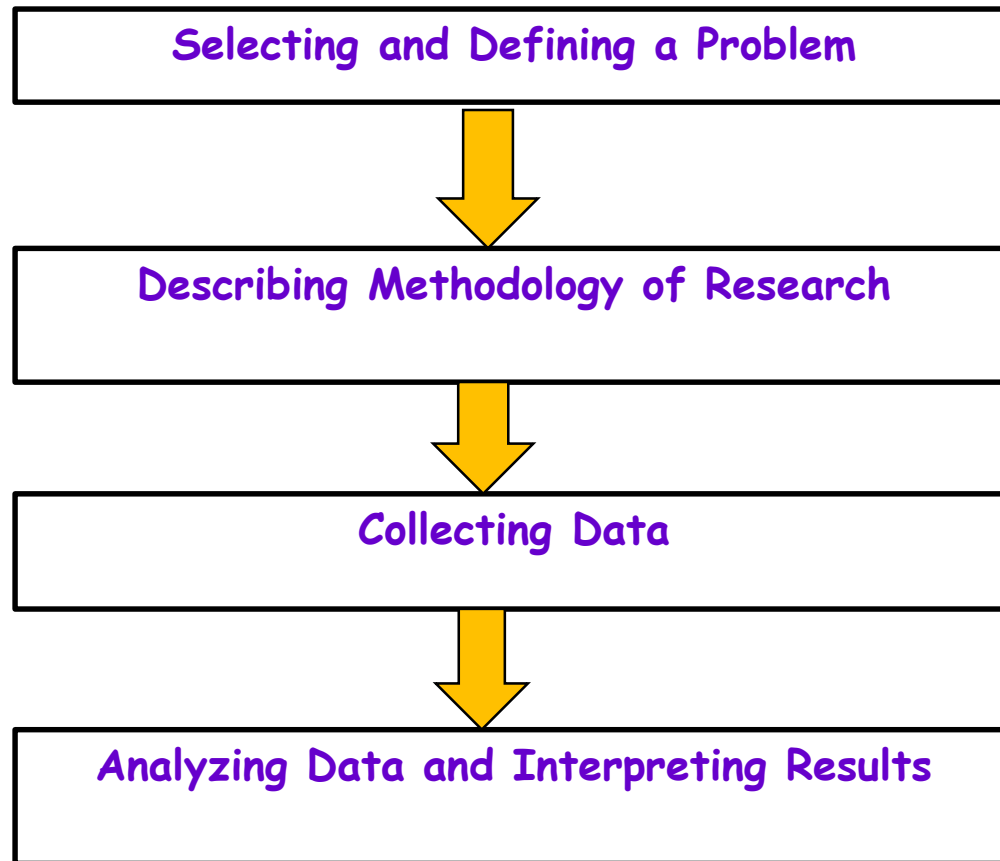 Selecting and Defining a Problem
Describing Methodology of Research
Collecting Data
Analyzing Data and Interpreting Results